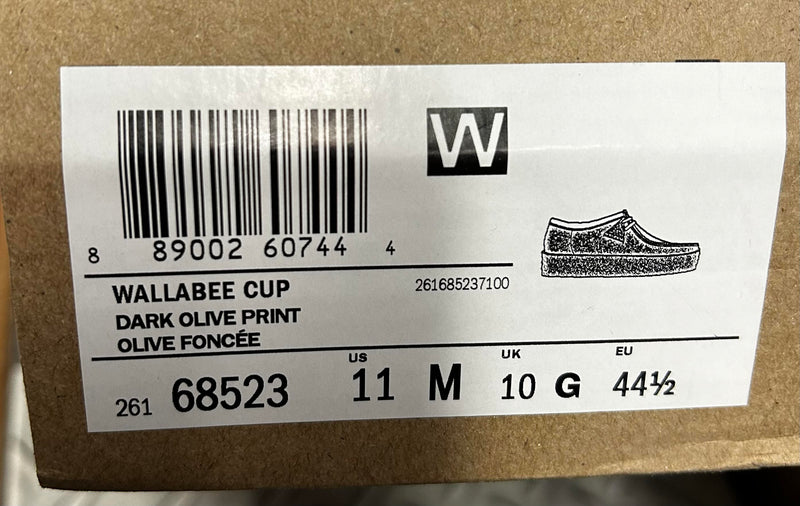 W
8 89002 60744 4
261685237100
WALLABEE CUP
DARK OLIVE PRINT
OLIVE FONCÉE
US UK EU
261 68523 11 M 10 G 44½